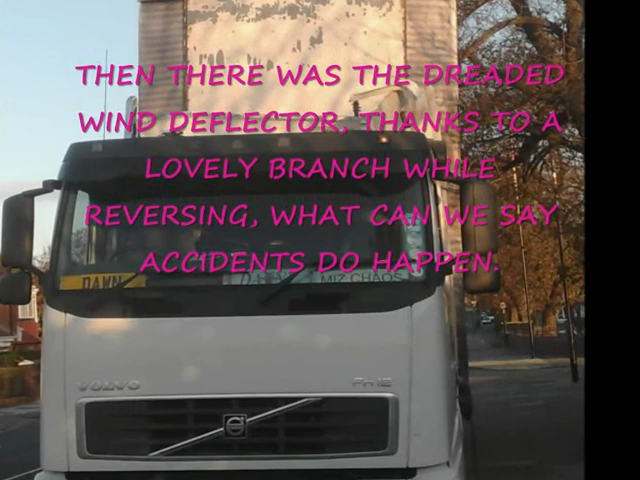 THEN THERE WAS THE DREADED
WIND DEFLECTOR, THANKS TO A
LOVELY BRANCH WHILE
REVERSING, WHAT CAN WE SAY
ACCIDENTS DO HAPPEN.
DAWN
MIZ CHAOS
VOLVO
FH12